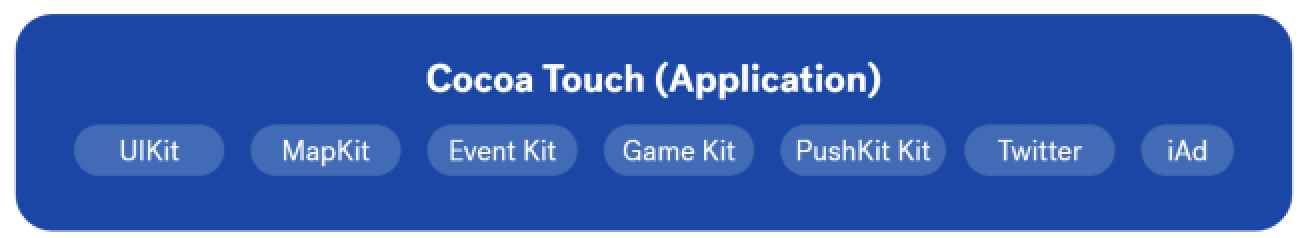 Cocoa Touch (Application)
UIKit MapKit Event Kit Game Kit PushKit Kit Twitter iAd